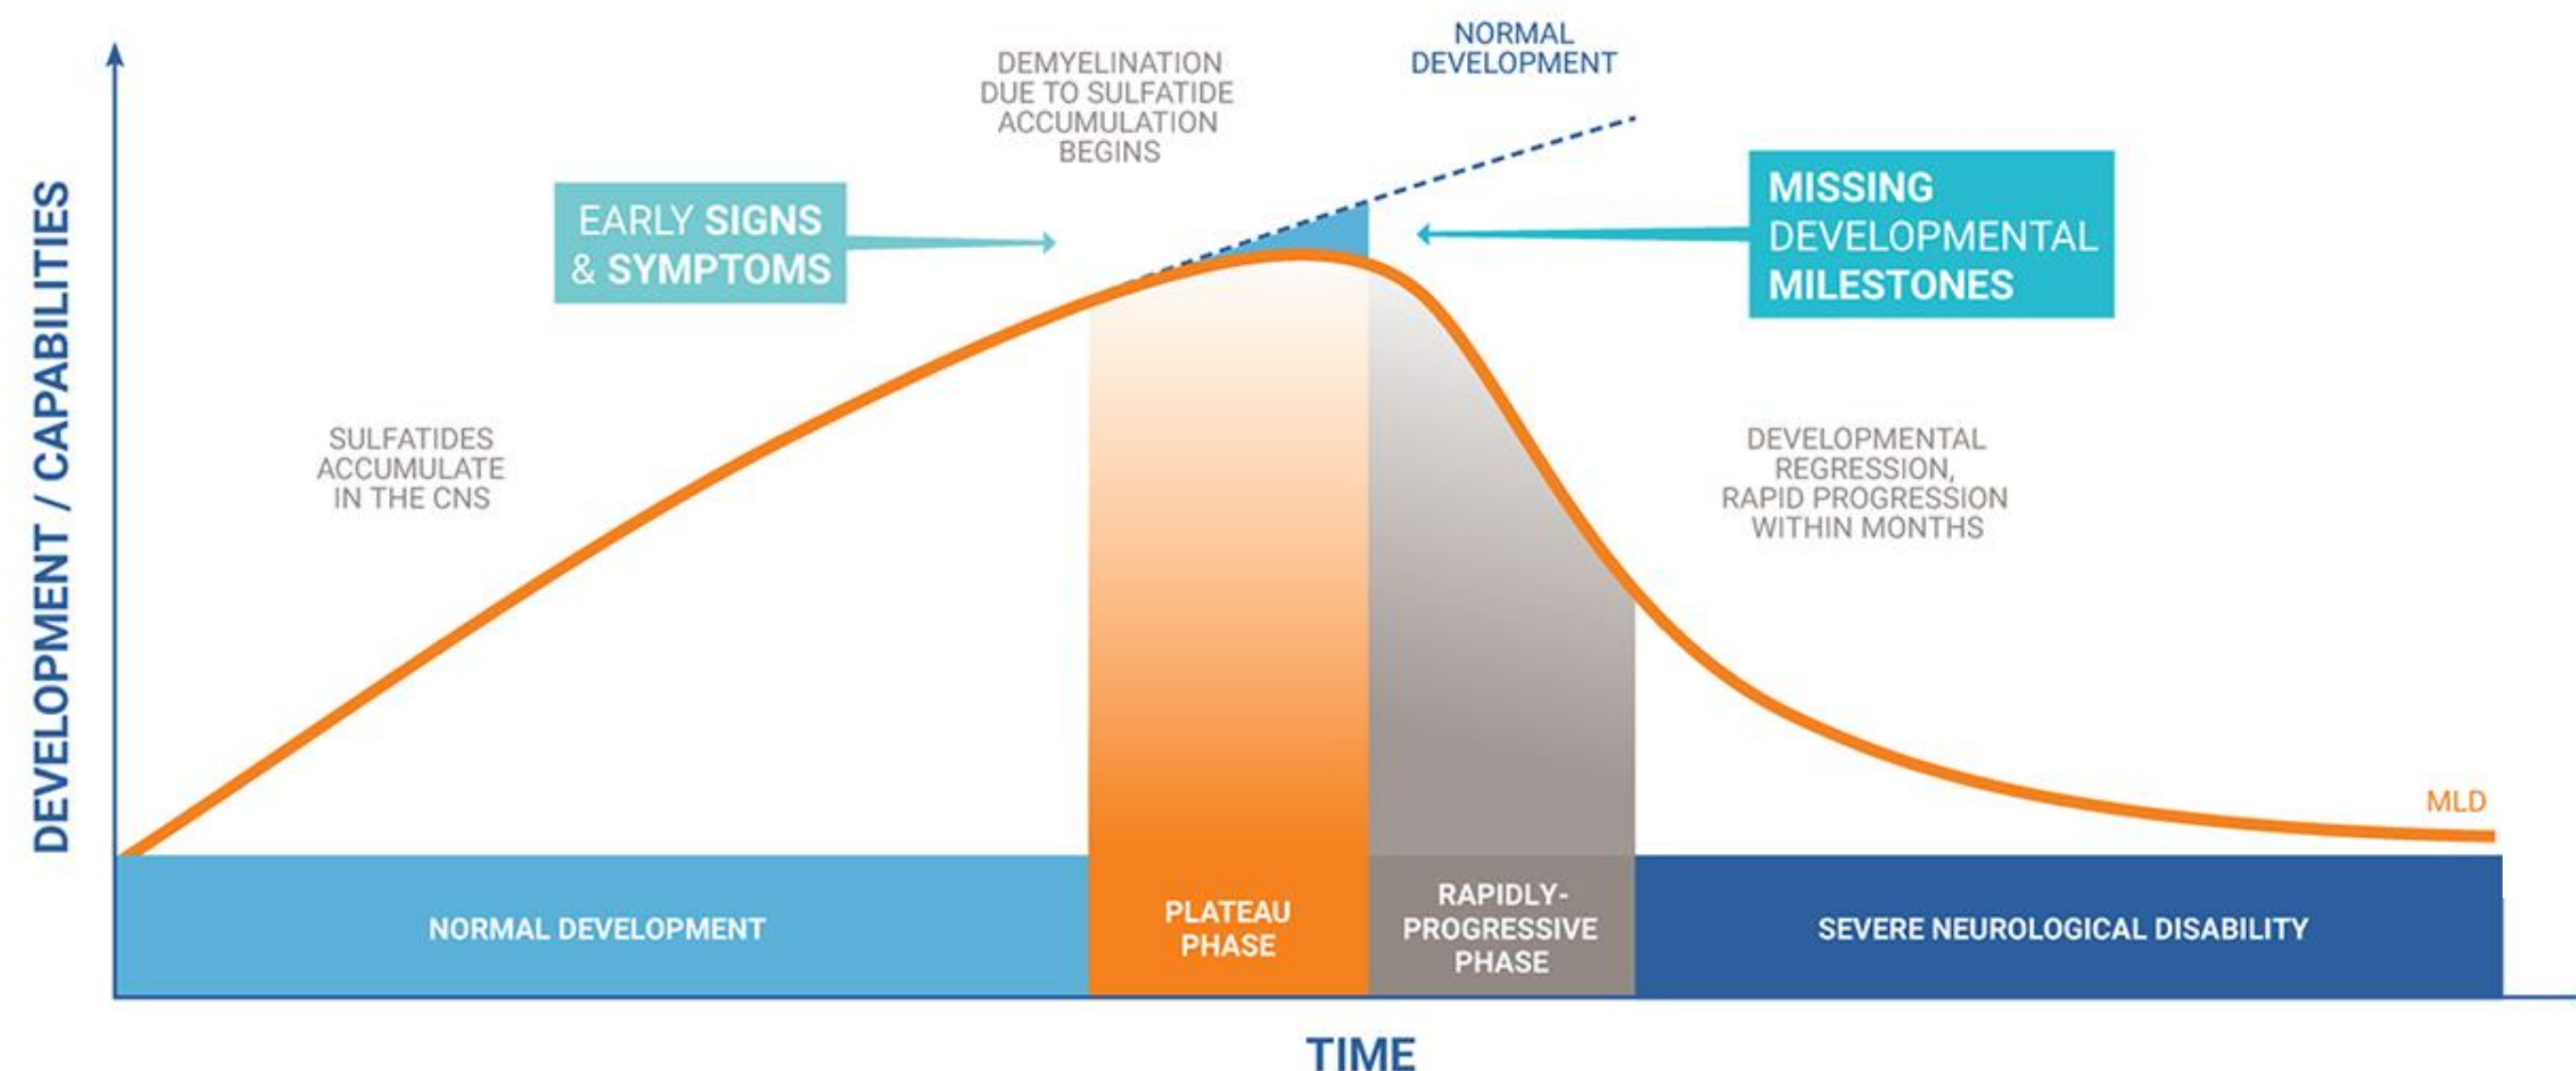 NORMAL
DEVELOPMENT
DEMYELINATION
DUE TO SULFATIDE
ACCUMULATION
BEGINS
EARLY SIGNS
& SYMPTOMS
MISSING
DEVELOPMENTAL
MILESTONES
DEVELOPMENT / CAPABILITIES
SULFATIDES
ACCUMULATE
IN THE CNS
DEVELOPMENTAL
REGRESSION,
RAPID PROGRESSION
WITHIN MONTHS
MLD
NORMAL DEVELOPMENT
PLATEAU
PHASE
RAPIDLY-
PROGRESSIVE
PHASE
SEVERE NEUROLOGICAL DISABILITY
TIME